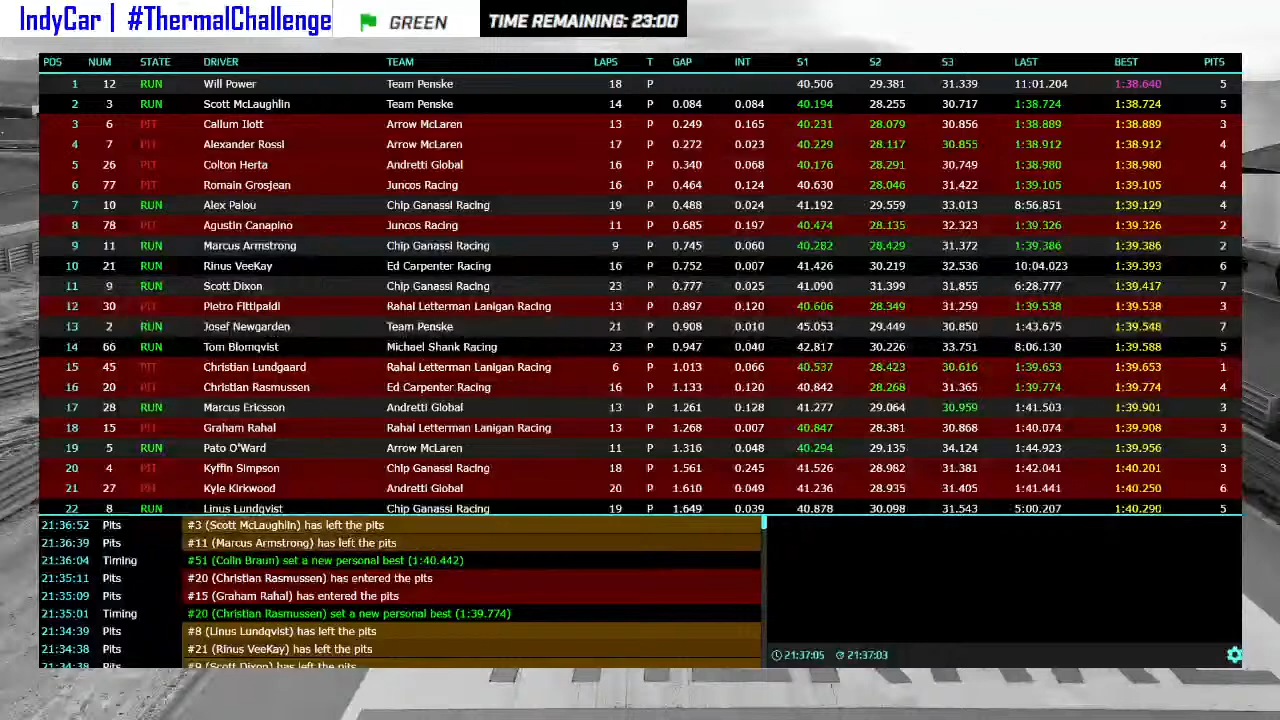 IndyCar | #ThermalChallenge GREEN TIME REMAINING: 23:00
POS NUM STATE DRIVER TEAM LAPS T GAP INT S1 S2 S3 LAST BEST PITS
1 12 RUN Will Power Team Penske 18 P 40.506 29.381 31.339 11:01.204 1:38.640 5
2 3 RUN Scott McLaughlin Team Penske 14 P 0.084 0.084 40.194 28.255 30.717 1:38.724 1:38.724 5
3 6 PIT Callum Ilott Arrow McLaren 13 P 0.249 0.165 40.231 28.079 30.856 1:38.889 1:38.889 3
4 7 PIT Alexander Rossi Arrow McLaren 17 P 0.272 0.023 40.229 28.117 30.855 1:38.912 1:38.912 4
5 26 PIT Colton Herta Andretti Global 16 P 0.340 0.068 40.176 28.291 30.749 1:38.980 1:38.980 4
6 77 PIT Romain Grosjean Juncos Racing 16 P 0.464 0.124 40.630 28.046 31.422 1:39.105 1:39.105 4
7 10 RUN Alex Palou Chip Ganassi Racing 19 P 0.488 0.024 41.192 29.559 33.013 8:56.851 1:39.129 4
8 78 PIT Agustin Canapino Juncos Racing 11 P 0.685 0.197 40.474 28.135 32.323 1:39.326 1:39.326 2
9 11 RUN Marcus Armstrong Chip Ganassi Racing 9 P 0.745 0.060 40.282 28.429 31.372 1:39.386 1:39.386 2
10 21 RUN Rinus VeeKay Ed Carpenter Racing 16 P 0.752 0.007 41.426 30.219 32.536 10:04.023 1:39.393 6
11 9 RUN Scott Dixon Chip Ganassi Racing 23 P 0.777 0.025 41.090 31.399 31.855 6:28.777 1:39.417 7
12 30 PIT Pietro Fittipaldi Rahal Letterman Lanigan Racing 13 P 0.897 0.120 40.606 28.349 31.259 1:39.538 1:39.538 3
13 2 RUN Josef Newgarden Team Penske 21 P 0.908 0.010 45.053 29.449 30.850 1:43.675 1:39.548 7
14 66 RUN Tom Blomqvist Michael Shank Racing 23 P 0.947 0.040 42.817 30.226 33.751 8:06.130 1:39.588 5
15 45 PIT Christian Lundgaard Rahal Letterman Lanigan Racing 6 P 1.013 0.066 40.537 28.423 30.616 1:39.653 1:39.653 1
16 20 PIT Christian Rasmussen Ed Carpenter Racing 16 P 1.133 0.120 40.842 28.268 31.365 1:39.774 1:39.774 4
17 28 RUN Marcus Ericsson Andretti Global 13 P 1.261 0.128 41.277 29.064 30.959 1:41.503 1:39.901 3
18 15 PIT Graham Rahal Rahal Letterman Lanigan Racing 13 P 1.268 0.007 40.847 28.381 30.868 1:40.074 1:39.908 3
19 5 RUN Pato O'Ward Arrow McLaren 11 P 1.316 0.048 40.294 29.135 34.124 1:44.923 1:39.956 3
20 4 PIT Kyffin Simpson Chip Ganassi Racing 18 P 1.561 0.245 41.526 28.982 31.381 1:42.041 1:40.201 3
21 27 PIT Kyle Kirkwood Andretti Global 20 P 1.610 0.049 41.236 28.935 31.405 1:41.441 1:40.250 6
22 8 RUN Linus Lundqvist Chip Ganassi Racing 19 P 1.649 0.039 40.878 30.098 31.543 5:00.207 1:40.290 5
21:36:52 Pits #3 (Scott McLaughlin) has left the pits
21:36:39 Pits #11 (Marcus Armstrong) has left the pits
21:36:04 Timing #51 (Colin Braun) set a new personal best (1:40.442)
21:35:11 Pits #20 (Christian Rasmussen) has entered the pits
21:35:09 Pits #15 (Graham Rahal) has entered the pits
21:35:01 Timing #20 (Christian Rasmussen) set a new personal best (1:39.774)
21:34:39 Pits #8 (Linus Lundqvist) has left the pits
21:34:38 Pits #21 (Rinus VeeKay) has left the pits
21:34:38 Pits #9 (Scott Dixon) has left the pits
21:37:05 21:37:03